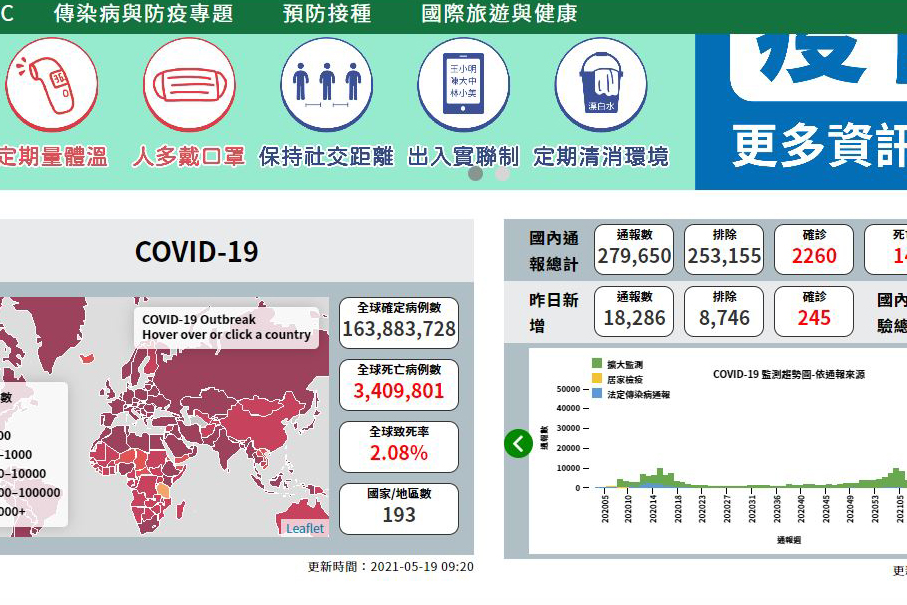 C 傳染病與防疫專題 預防接種 國際旅遊與健康
王小明
陳大中
林小美
漂白水
定期量體溫 人多戴口罩 保持社交距離 出入實聯制 定期清消環境
更多資訊
COVID-19
COVID-19 Outbreak
Hover over or click a country
數
00
–1000
0–10000
00–100000
000+
Leaflet
全球確定病例數
163,883,728
全球死亡病例數
3,409,801
全球致死率
2.08%
國家/地區數
193
更新時間：2021-05-19 09:20
國內通報總計
通報數
279,650
排除
253,155
確診
2260
死
14
昨日新增
通報數
18,286
排除
8,746
確診
245
國內
驗總
擴大監測
居家檢疫
法定傳染病通報
COVID-19 監測趨勢圖-依通報來源
通報數
50000
40000
30000
20000
10000
0
202005
202010
202014
202018
202023
202027
202031
202036
202040
202045
202049
202053
202105
通報週
更